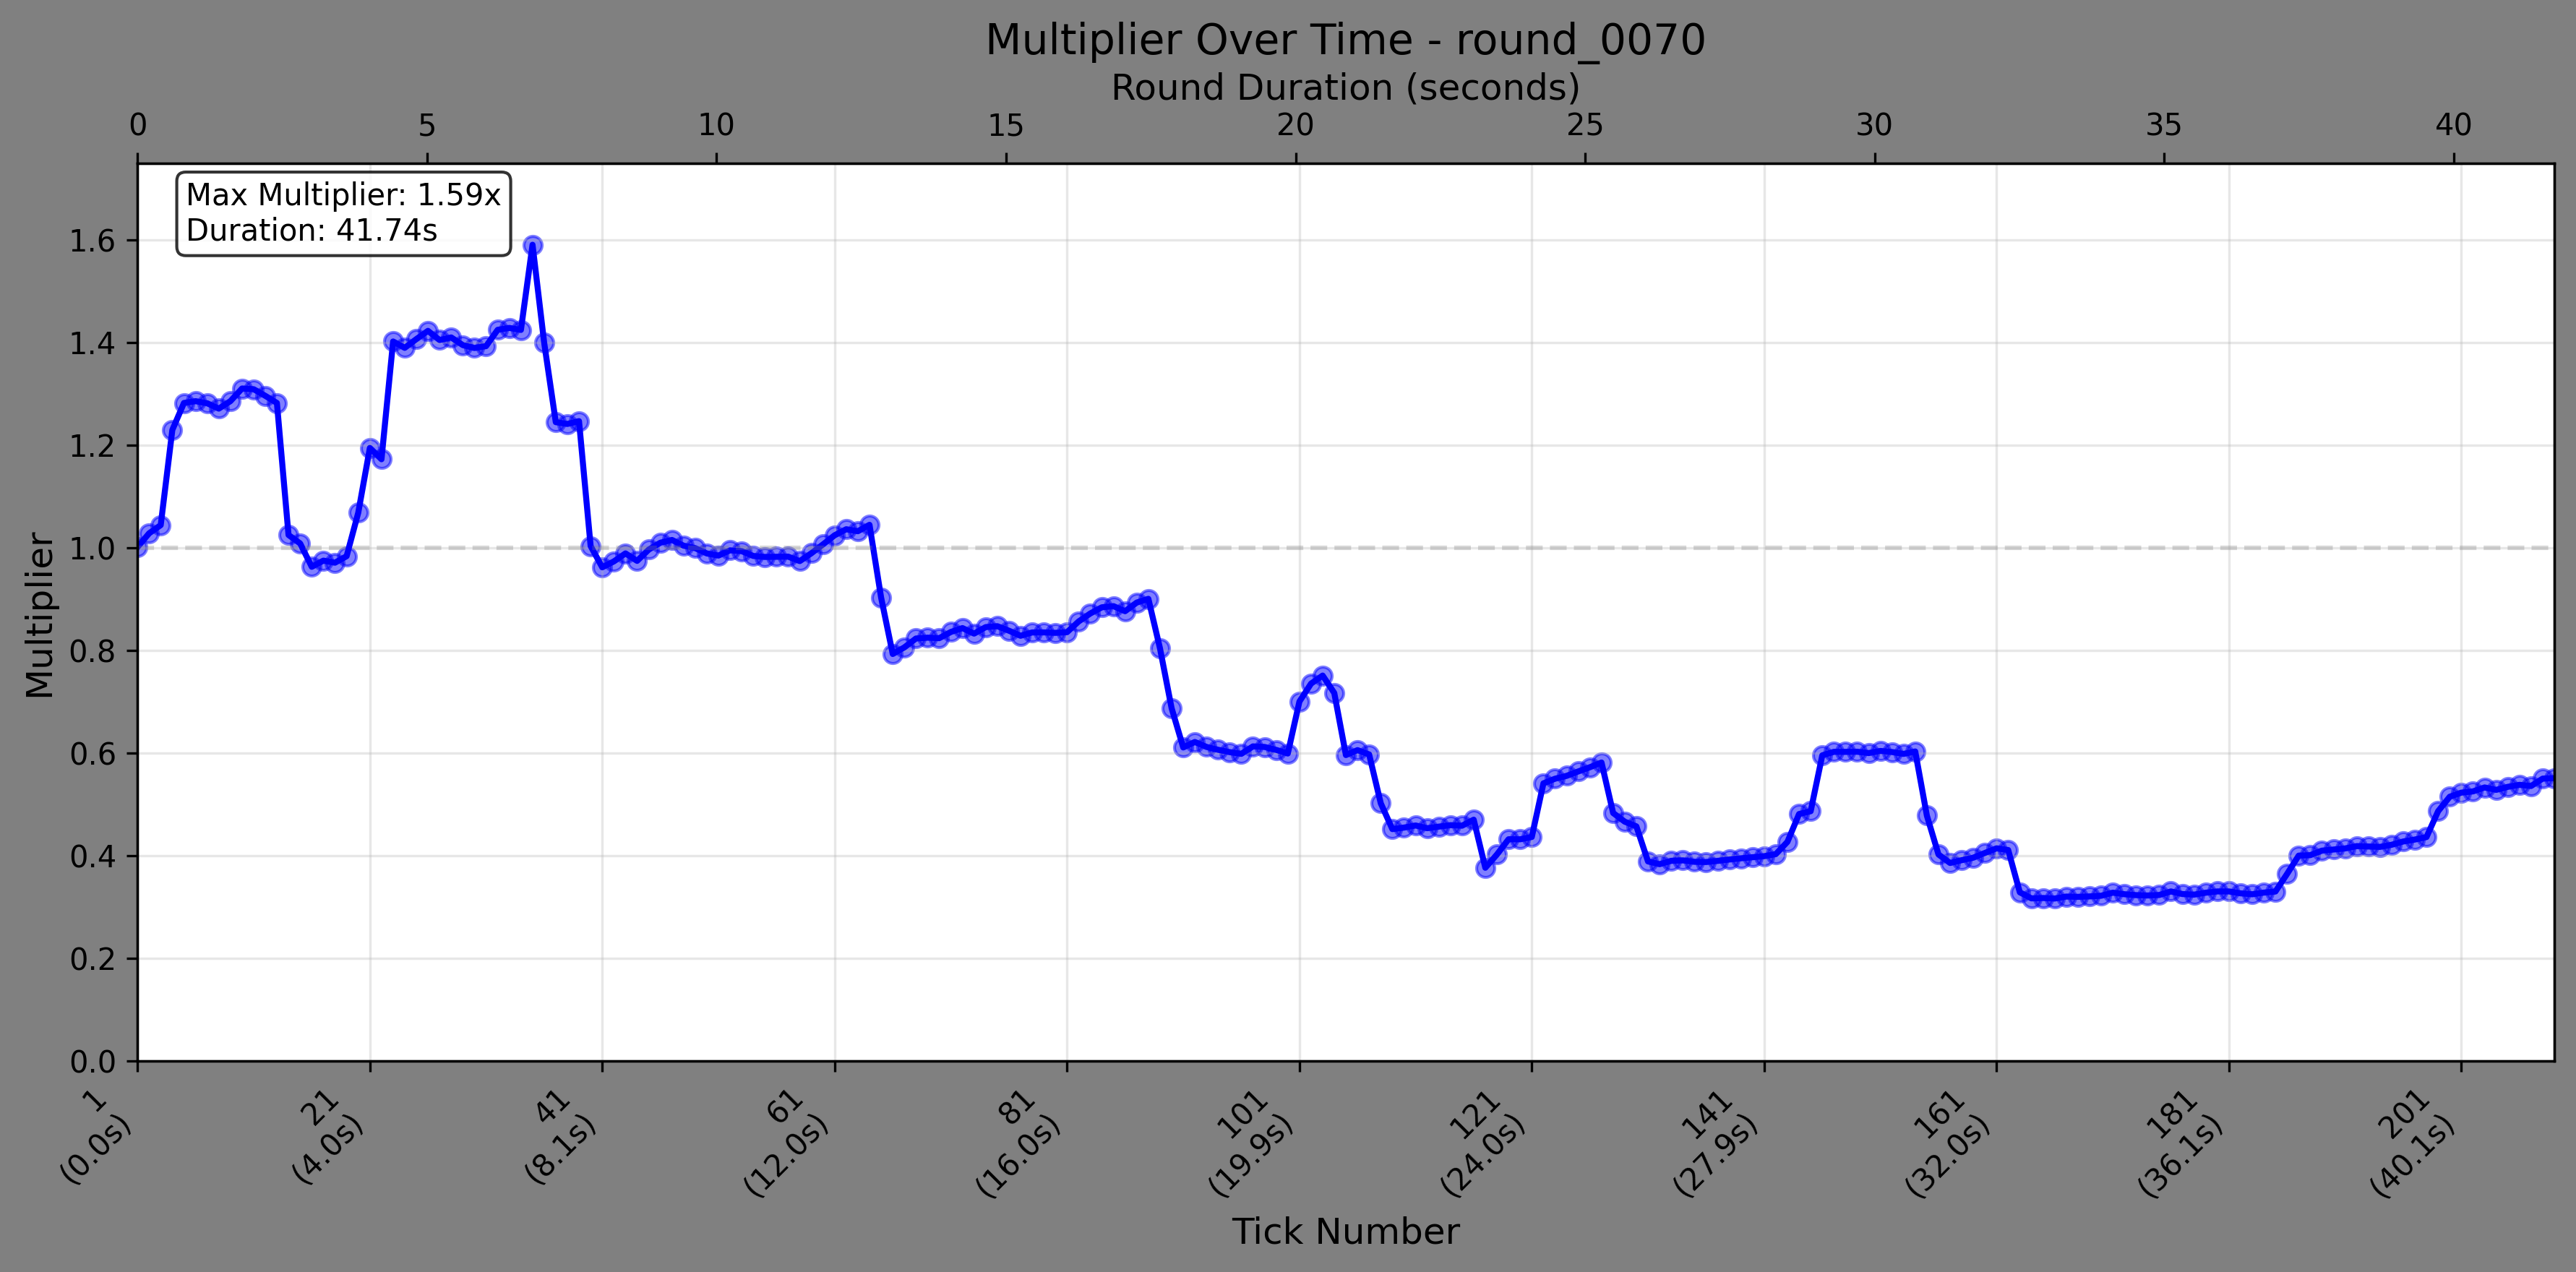 Multiplier Over Time - round_0070
Round Duration (seconds)
0 5 10 15 20 25 30 35 40
Max Multiplier: 1.59x
Duration: 41.74s
Multiplier
1.6
1.4
1.2
1.0
0.8
0.6
0.4
0.2
0.0
1
(0.0s)
21
(4.0s)
41
(8.1s)
61
(12.0s)
81
(16.0s)
101
(19.9s)
121
(24.0s)
141
(27.9s)
161
(32.0s)
181
(36.1s)
201
(40.1s)
Tick Number